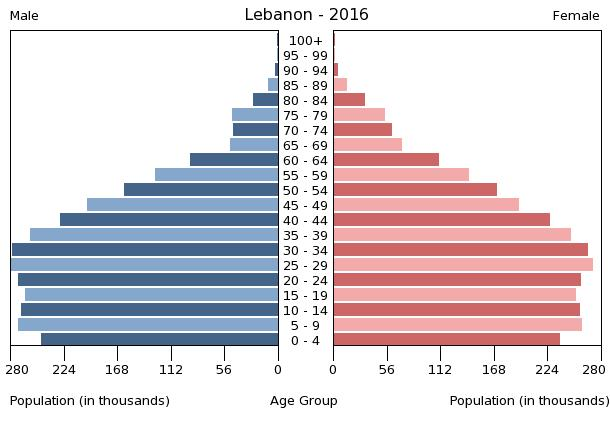 Male Lebanon - 2016 Female
100+
95 - 99
90 - 94
85 - 89
80 - 84
75 - 79
70 - 74
65 - 69
60 - 64
55 - 59
50 - 54
45 - 49
40 - 44
35 - 39
30 - 34
25 - 29
20 - 24
15 - 19
10 - 14
5 - 9
0 - 4
280 224 168 112 56 0 0 56 112 168 224 280
Population (in thousands) Age Group Population (in thousands)